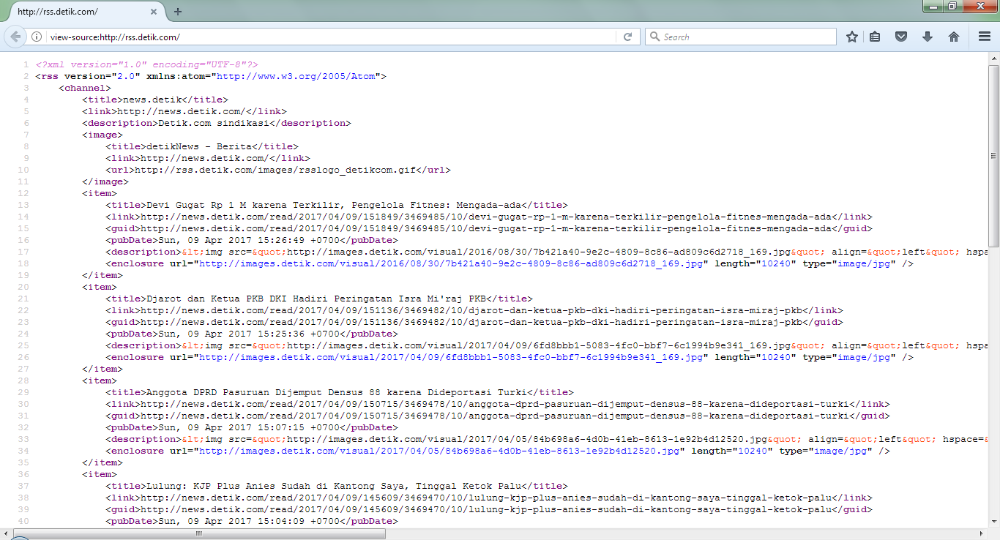 http://rss.detik.com/
view-source:http://rss.detik.com/
Search
1 <?xml version="1.0" encoding="UTF-8"?>
2 <rss version="2.0" xmlns:atom="http://www.w3.org/2005/Atom">
3 <channel>
4 <title>news.detik</title>
5 <link>http://news.detik.com/</link>
6 <description>Detik.com sindikasi</description>
7 <image>
8 <title>detikNews - Berita</title>
9 <link>http://news.detik.com/</link>
10 <url>http://rss.detik.com/images/rsslogo_detikcom.gif</url>
11 </image>
12 <item>
13 <title>Devi Gugat Rp 1 M karena Terkilir, Pengelola Fitnes: Mengada-ada</title>
14 <link>http://news.detik.com/read/2017/04/09/151849/3469485/10/devi-gugat-rp-1-m-karena-terkilir-pengelola-fitnes-mengada-ada</link>
15 <guid>http://news.detik.com/read/2017/04/09/151849/3469485/10/devi-gugat-rp-1-m-karena-terkilir-pengelola-fitnes-mengada-ada</guid>
16 <pubDate>Sun, 09 Apr 2017 15:26:49 +0700</pubDate>
17 <description>&lt;img src=&quot;http://images.detik.com/visual/2016/08/30/7b421a40-9e2c-4809-8c86-ad809c6d2718_169.jpg&quot; align=&quot;left&quot; hspa
18 <enclosure url="http://images.detik.com/visual/2016/08/30/7b421a40-9e2c-4809-8c86-ad809c6d2718_169.jpg" length="10240" type="image/jpg" />
19 </item>
20 <item>
21 <title>Djarot dan Ketua PKB DKI Hadiri Peringatan Isra Mi'raj PKB</title>
22 <link>http://news.detik.com/read/2017/04/09/151136/3469482/10/djarot-dan-ketua-pkb-dki-hadiri-peringatan-isra-miraj-pkb</link>
23 <guid>http://news.detik.com/read/2017/04/09/151136/3469482/10/djarot-dan-ketua-pkb-dki-hadiri-peringatan-isra-miraj-pkb</guid>
24 <pubDate>Sun, 09 Apr 2017 15:25:36 +0700</pubDate>
25 <description>&lt;img src=&quot;http://images.detik.com/visual/2017/04/09/6fd8bbb1-5083-4fc0-bbf7-6c1994b9e341_169.jpg&quot; align=&quot;left&quot; hspa
26 <enclosure url="http://images.detik.com/visual/2017/04/09/6fd8bbb1-5083-4fc0-bbf7-6c1994b9e341_169.jpg" length="10240" type="image/jpg" />
27 </item>
28 <item>
29 <title>Anggota DPRD Pasuruan Dijemput Densus 88 karena Dideportasi Turki</title>
30 <link>http://news.detik.com/read/2017/04/09/150715/3469478/10/anggota-dprd-pasuruan-dijemput-densus-88-karena-dideportasi-turki</link>
31 <guid>http://news.detik.com/read/2017/04/09/150715/3469478/10/anggota-dprd-pasuruan-dijemput-densus-88-karena-dideportasi-turki</guid>
32 <pubDate>Sun, 09 Apr 2017 15:07:15 +0700</pubDate>
33 <description>&lt;img src=&quot;http://images.detik.com/visual/2017/04/05/84b698a6-4d0b-41eb-8613-1e92b4d12520.jpg&quot; align=&quot;left&quot; hspace=&
34 <enclosure url="http://images.detik.com/visual/2017/04/05/84b698a6-4d0b-41eb-8613-1e92b4d12520.jpg" length="10240" type="image/jpg" />
35 </item>
36 <item>
37 <title>Lulung: KJP Plus Anies Sudah di Kantong Saya, Tinggal Ketok Palu</title>
38 <link>http://news.detik.com/read/2017/04/09/145609/3469470/10/lulung-kjp-plus-anies-sudah-di-kantong-saya-tinggal-ketok-palu</link>
39 <guid>http://news.detik.com/read/2017/04/09/145609/3469470/10/lulung-kjp-plus-anies-sudah-di-kantong-saya-tinggal-ketok-palu</guid>
40 <pubDate>Sun, 09 Apr 2017 15:04:09 +0700</pubDate>